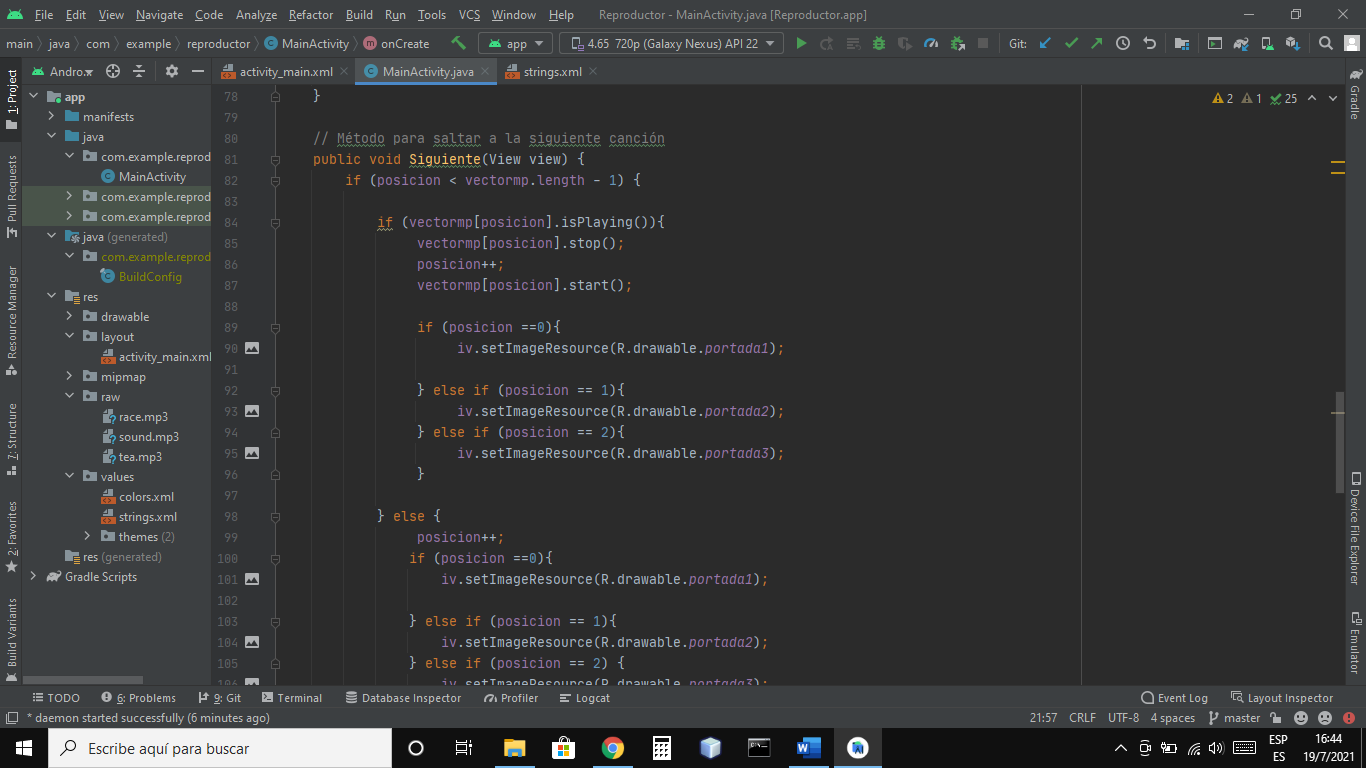 File Edit View Navigate Code Analyze Refactor Build Run Tools VCS Window Help Reproductor - MainActivity.java [Reproductor.app]
main java com example reproductor MainActivity onCreate app 4.65 720p (Galaxy Nexus) API 22 Git:
Andro... activity_main.xml MainActivity.java strings.xml
1: Project
Pull Requests
Resource Manager
7: Structure
2: Favorites
Build Variants
app
manifests
java
com.example.reprod
MainActivity
com.example.reprod
com.example.reprod
java (generated)
com.example.reprod
BuildConfig
res
drawable
layout
activity_main.xml
mipmap
raw
race.mp3
sound.mp3
tea.mp3
values
colors.xml
strings.xml
themes (2)
res (generated)
Gradle Scripts
2 1 25
78 }
79
80 // Método para saltar a la siguiente canción
81 public void Siguiente(View view) {
82 if (posicion < vectormp.length - 1) {
83
84 if (vectormp[posicion].isPlaying()){
85 vectormp[posicion].stop();
86 posicion++;
87 vectormp[posicion].start();
88
89 if (posicion ==0){
90 iv.setImageResource(R.drawable.portada1);
91
92 } else if (posicion == 1){
93 iv.setImageResource(R.drawable.portada2);
94 } else if (posicion == 2){
95 iv.setImageResource(R.drawable.portada3);
96 }
97
98 } else {
99 posicion++;
100 if (posicion ==0){
101 iv.setImageResource(R.drawable.portada1);
102
103 } else if (posicion == 1){
104 iv.setImageResource(R.drawable.portada2);
105 } else if (posicion == 2) {
106 iv.setImageResource(R.drawable.portada3);
Gradle
Device File Explorer
Emulator
TODO 6: Problems 9: Git Terminal Database Inspector Profiler Logcat Event Log Layout Inspector
* daemon started successfully (6 minutes ago) 21:57 CRLF UTF-8 4 spaces master
Escribe aquí para buscar
ESP
ES
16:44
19/7/2021